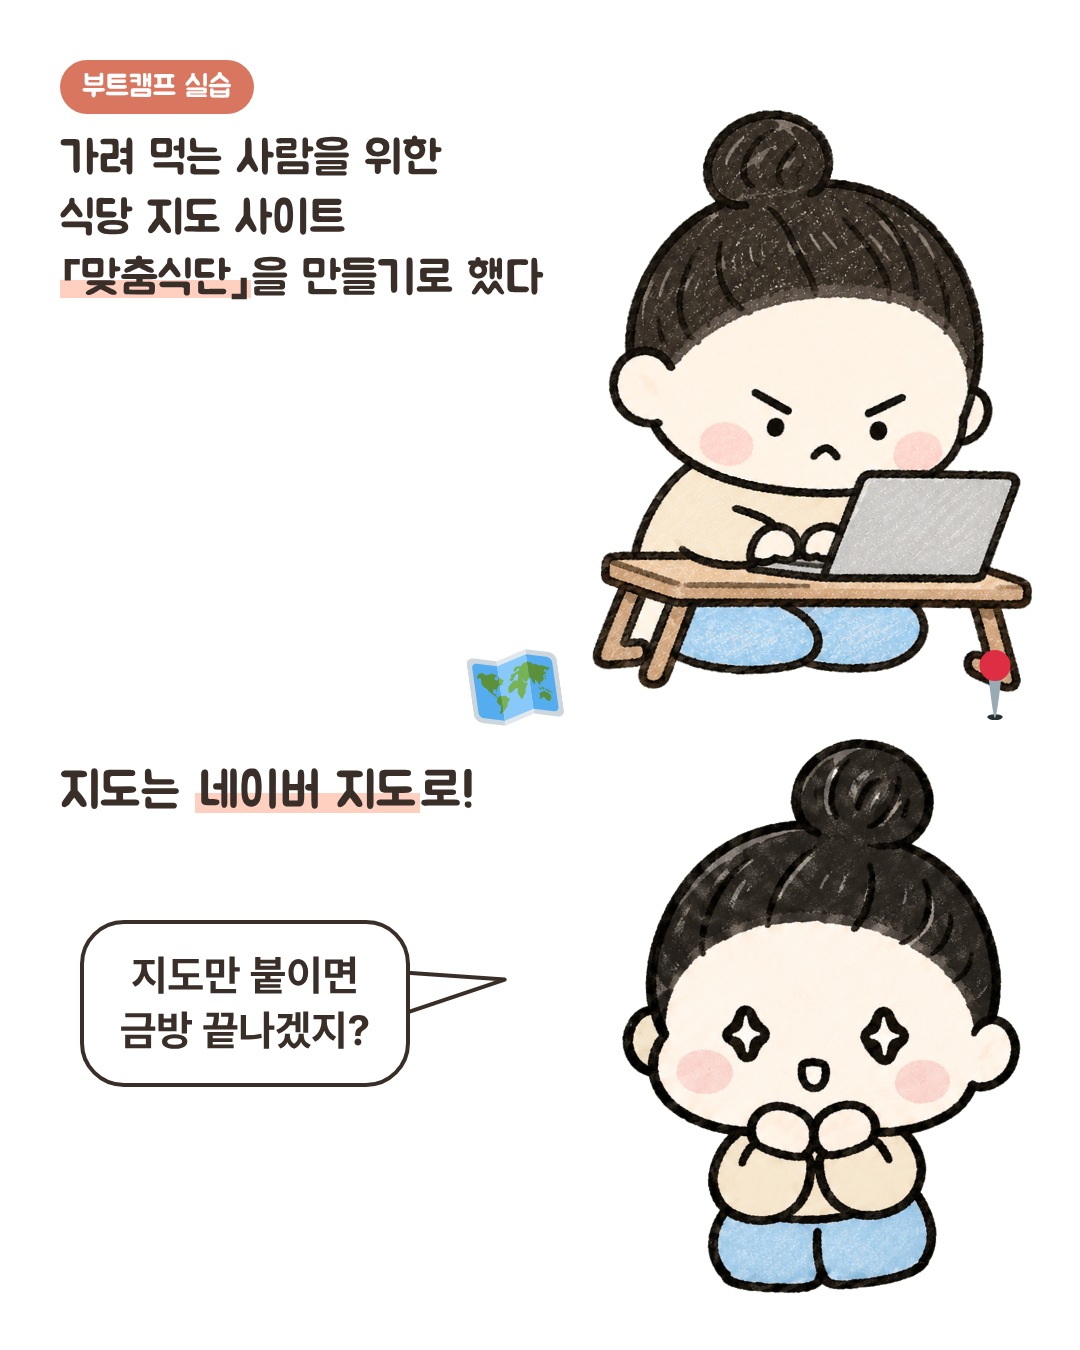 부트캠프 실습
가려 먹는 사람을 위한
식당 지도 사이트
「맞춤식단」을 만들기로 했다
지도는 네이버 지도로!
지도만 붙이면
금방 끝나겠지?